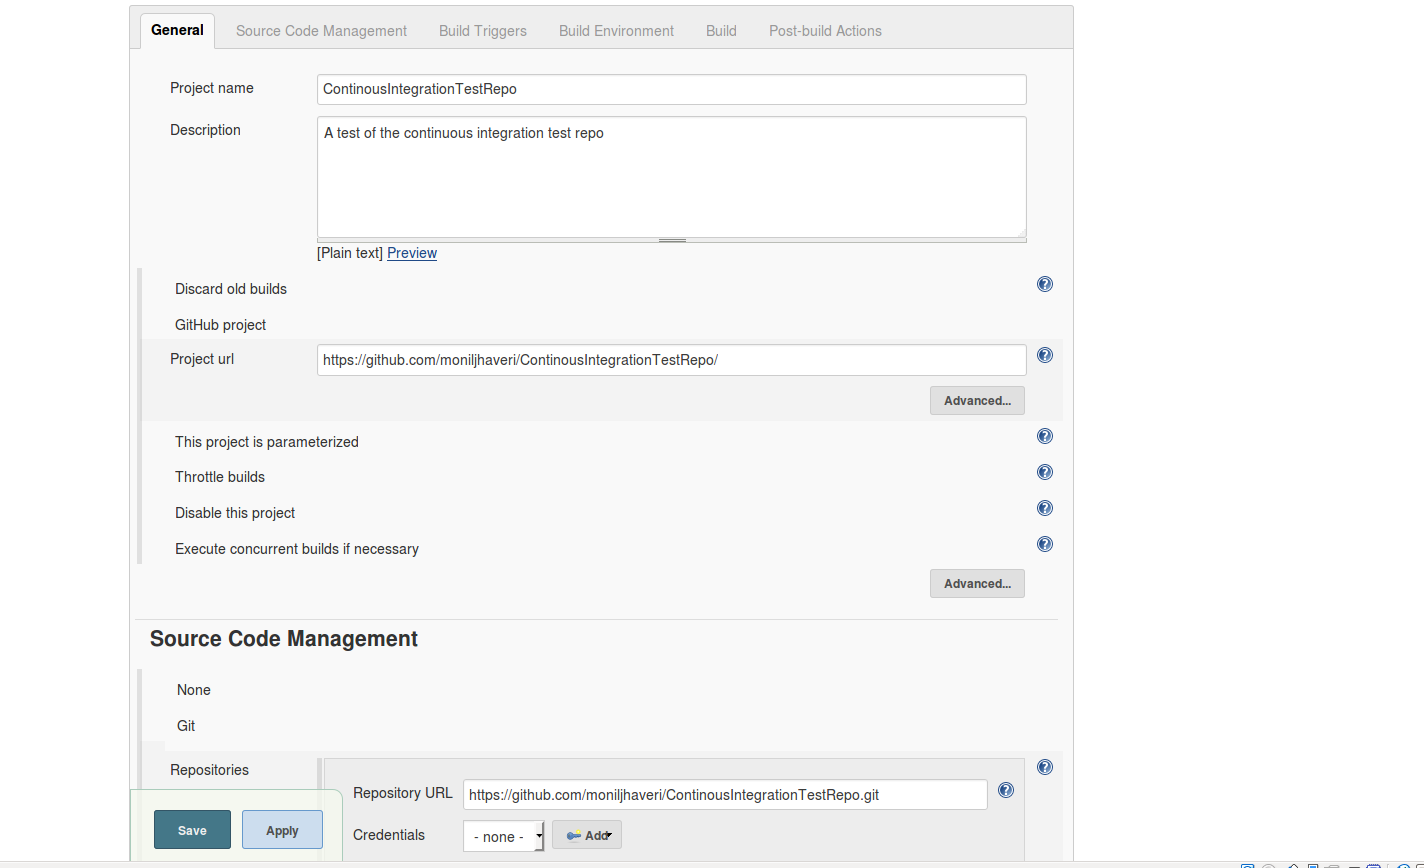 General Source Code Management Build Triggers Build Environment Build Post-build Actions
Project name ContinousIntegrationTestRepo
Description A test of the continuous integration test repo
[Plain text] Preview
Discard old builds
GitHub project
Project url https://github.com/moniljhaveri/ContinousIntegrationTestRepo/
Advanced...
This project is parameterized
Throttle builds
Disable this project
Execute concurrent builds if necessary
Advanced...
Source Code Management
None
Git
Repositories
Repository URL https://github.com/moniljhaveri/ContinousIntegrationTestRepo.git
Credentials - none - Add
Save Apply